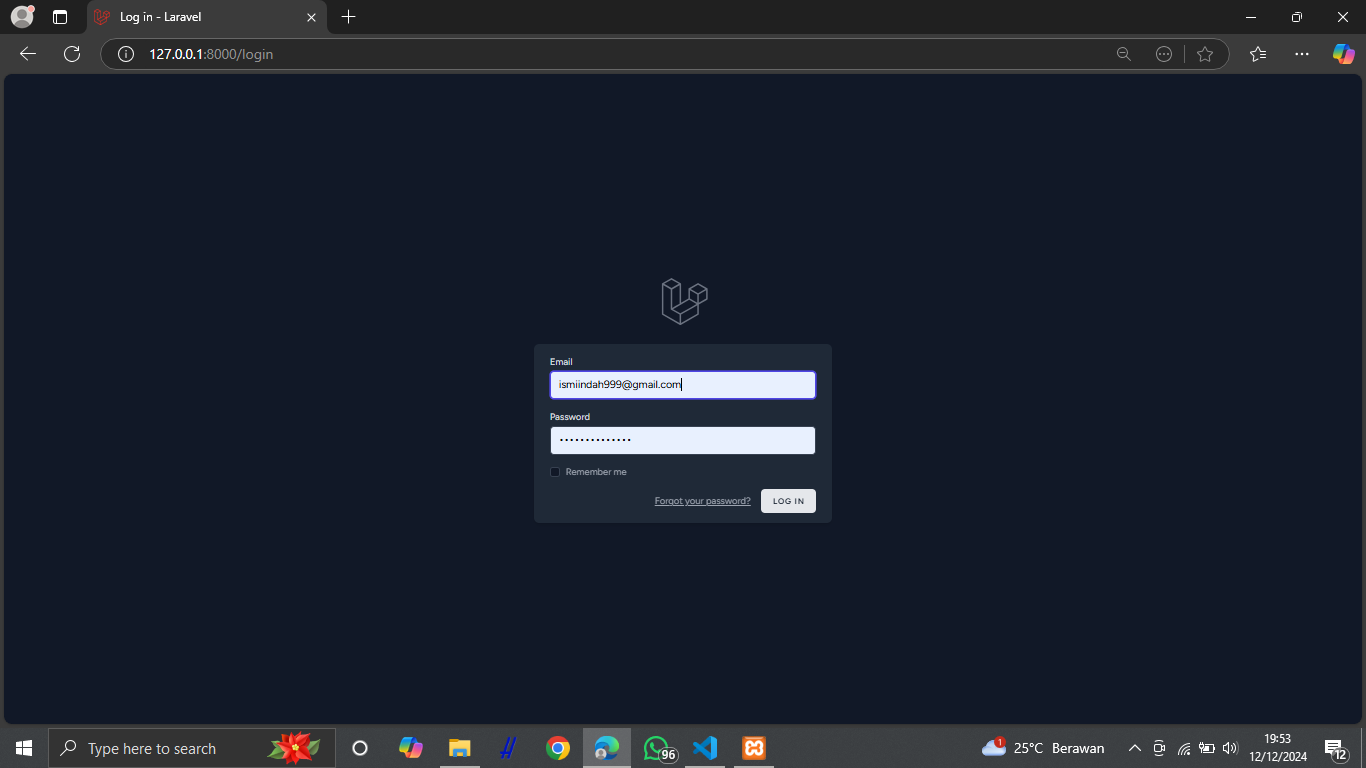 Log in - Laravel
127.0.0.1:8000/login
Email
ismiindah999@gmail.com
Password
••••••••••••••
Remember me
Forgot your password?
LOG IN
Type here to search
96
1
25°C Berawan
19:53
12/12/2024
12